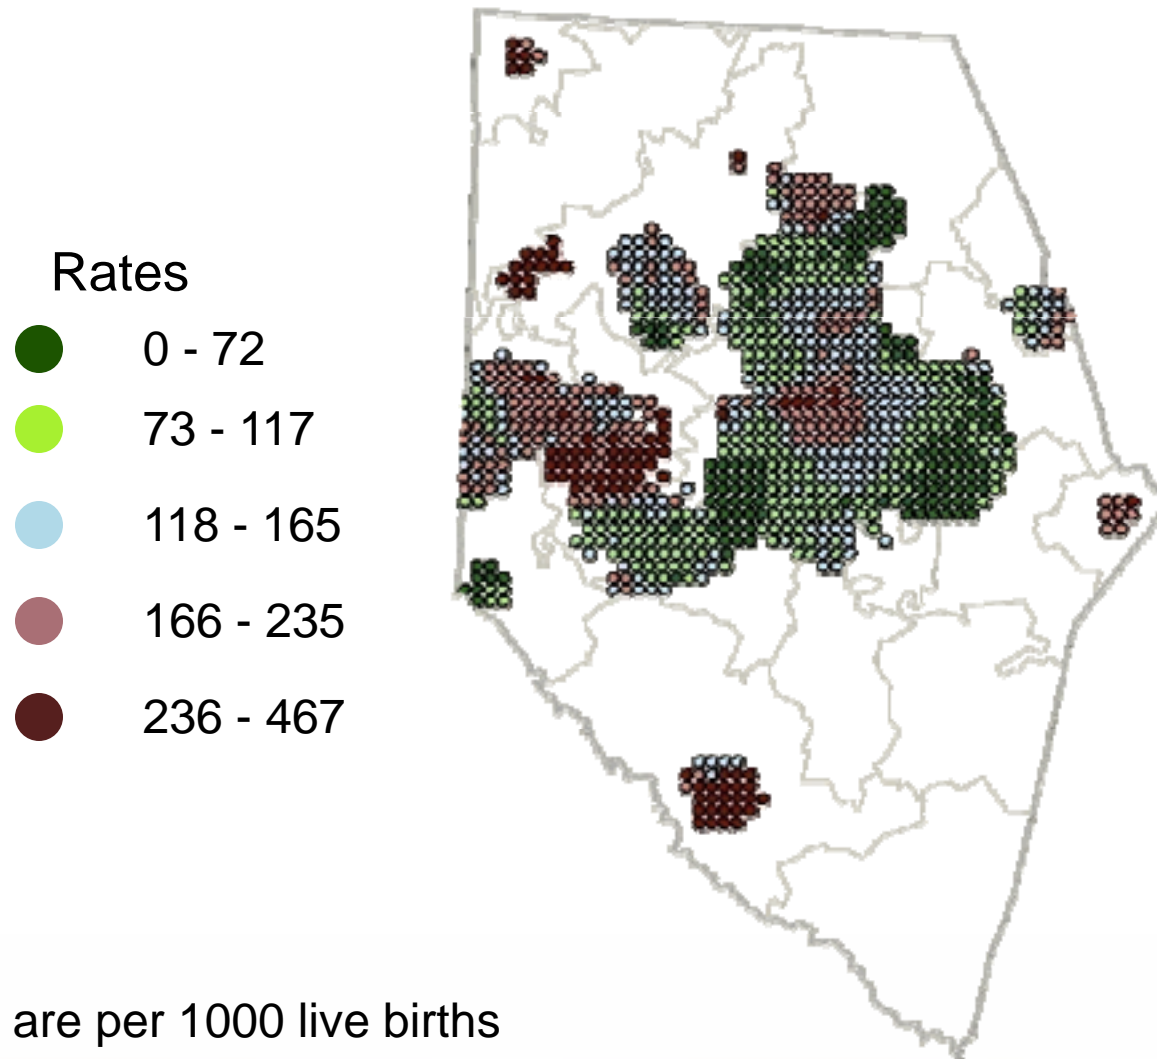 Rates
0 - 72
73 - 117
118 - 165
166 - 235
236 - 467
are per 1000 live births